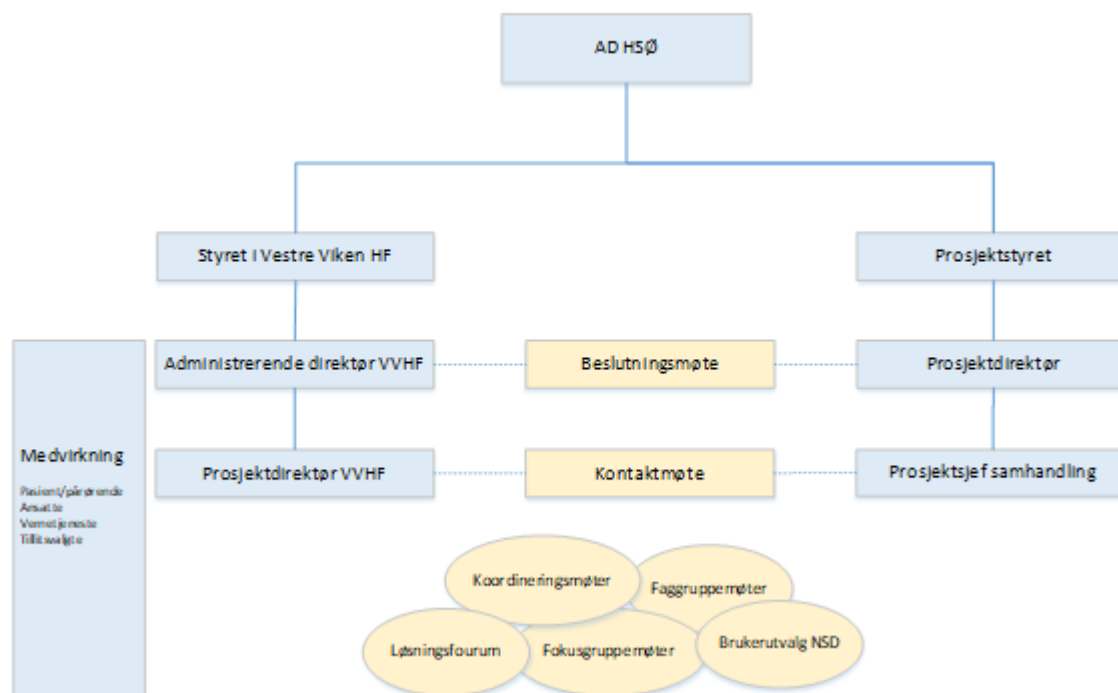 AD HSØ
Styret i Vestre Viken HF
Prosjektstyret
Administrerende direktør VVHF
Beslutningsmøte
Prosjektdirektør
Medvirkning
Pasient/pårørende
Ansatte
Vernetjeneste
Tillitsvalgte
Prosjektdirektør VVHF
Kontaktmøte
Prosjektsjef samhandling
Koordineringsmøter
Faggruppemøter
Løsningsfourum
Fokusgruppemøter
Brukerutvalg NSD